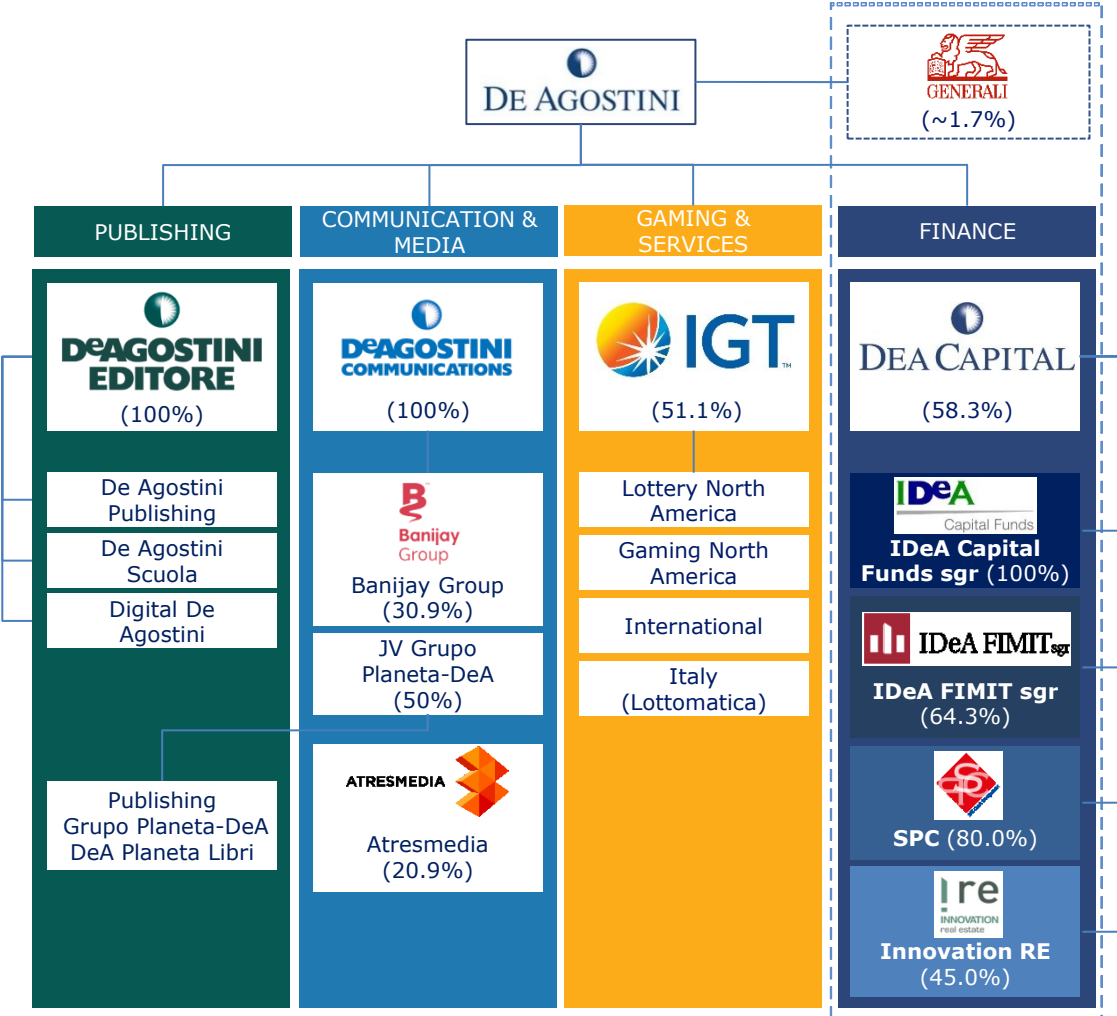 DE AGOSTINI
GENERALI
(~1.7%)
PUBLISHING
COMMUNICATION &
MEDIA
GAMING &
SERVICES
FINANCE
DeAGOSTINI
EDITORE
(100%)
DeAGOSTINI
COMMUNICATIONS
(100%)
IGT™
(51.1%)
DEA CAPITAL
(58.3%)
De Agostini
Publishing
De Agostini
Scuola
Digital De
Agostini
Publishing
Grupo Planeta-DeA
DeA Planeta Libri
Banijay
Group
Banijay Group
(30.9%)
JV Grupo
Planeta-DeA
(50%)
ATRESMEDIA
Atresmedia
(20.9%)
Lottery North
America
Gaming North
America
International
Italy
(Lottomatica)
IDeA
Capital Funds
IDeA Capital
Funds sgr (100%)
IDeA FIMIT sgr
IDeA FIMIT sgr
(64.3%)
SPC
SPC (80.0%)
!re
INNOVATION
real estate
Innovation RE
(45.0%)